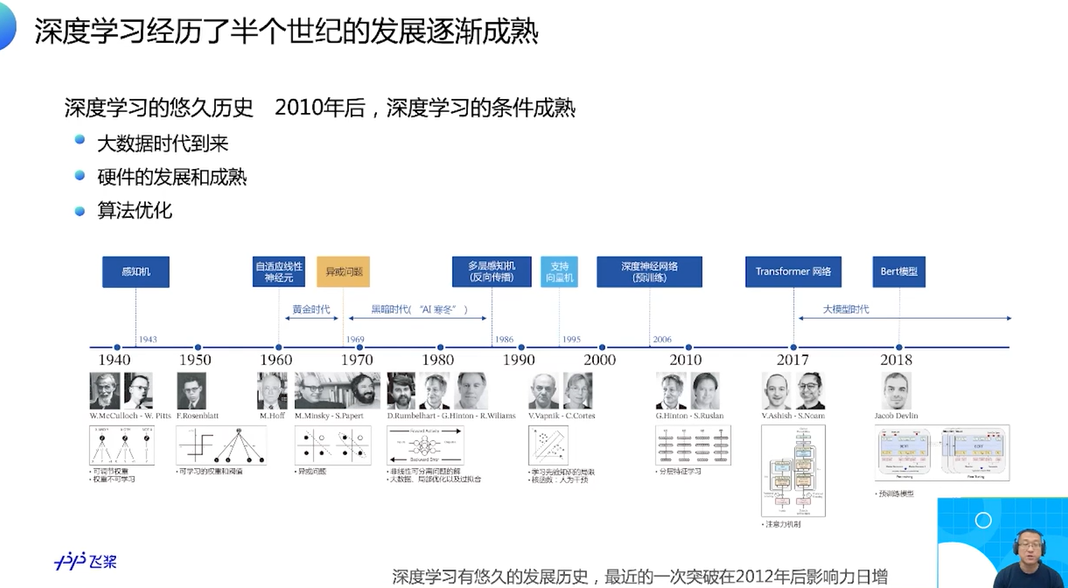 深度学习经历了半个世纪的发展逐渐成熟
深度学习的悠久历史 2010年后，深度学习的条件成熟
大数据时代到来
硬件的发展和成熟
算法优化
感知机
自适应线性
神经元
异或问题
多层感知机
(反向传播)
支持
向量机
深度神经网络
(预训练)
Transformer 网络
Bert模型
黄金时代
黑暗时代( “AI 寒冬” )
大模型时代
1943
1969
1986
1995
2006
1940
1950
1960
1970
1980
1990
2000
2010
2017
2018
W.McCulloch - W. Pitts
F.Rosenblatt
M.Hoff
M.Minsky - S.Papert
D.Rumbelhart - G.Hinton - R.Wiliams
V.Vapnik - C.Cortes
G.Hinton - S.Ruslan
V.Ashish - S.Noam
Jacob Devlin
• 可调节权重
• 权重不可学习
• 可学习的权重和阈值
• 异或问题
• 非线性可分离问题的解
• 大数据、局部优化以及过拟合
• 学习先验知识的局限
• 核函数：人为干预
• 分层特征学习
• 注意力机制
• 预训练模型
飞桨
深度学习有悠久的发展历史，最近的一次突破在2012年后影响力日增